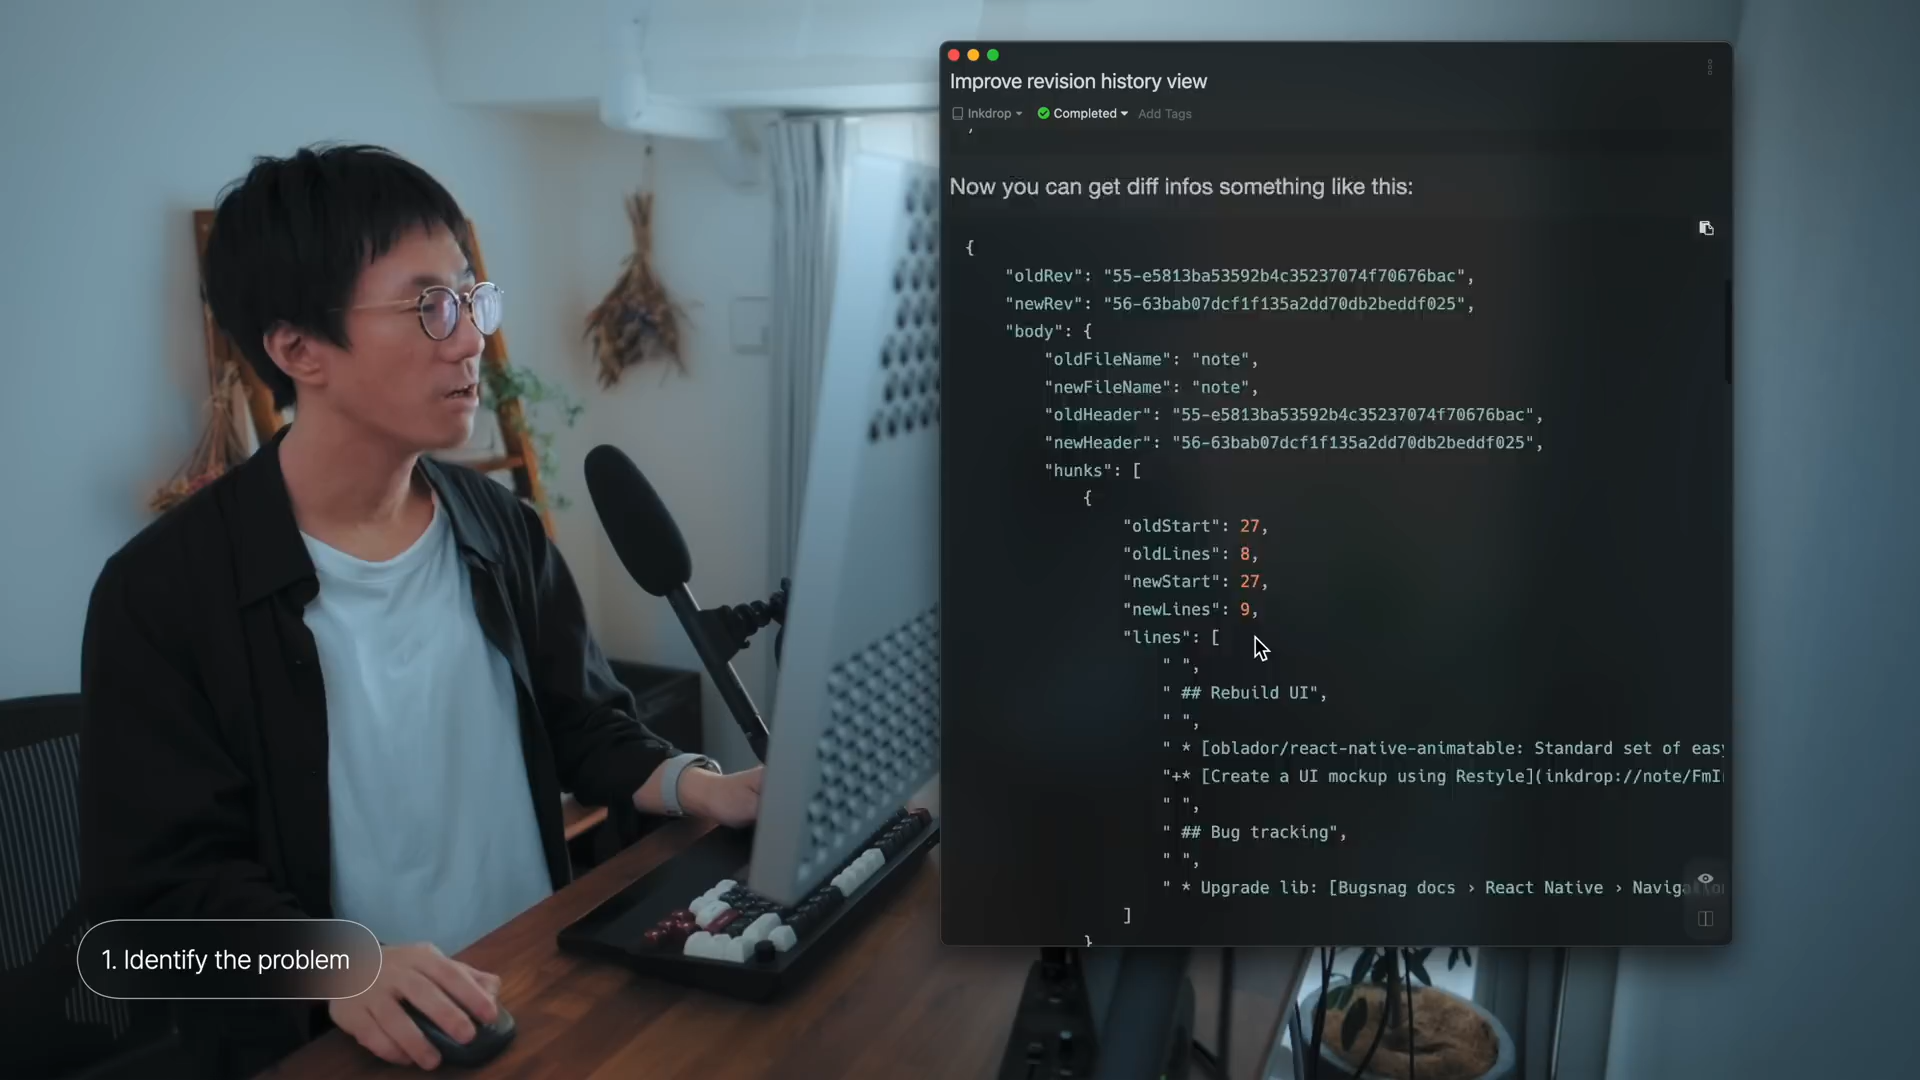 Improve revision history view
Inkdrop
Completed
Add Tags
Now you can get diff infos something like this:
{
"oldRev": "55-e5813ba53592b4c35237074f70676bac",
"newRev": "56-63bab07dcf1f135a2dd70db2beddf025",
"body": {
"oldFileName": "note",
"newFileName": "note",
"oldHeader": "55-e5813ba53592b4c35237074f70676bac",
"newHeader": "56-63bab07dcf1f135a2dd70db2beddf025",
"hunks": [
{
"oldStart": 27,
"oldLines": 8,
"newStart": 27,
"newLines": 9,
"lines": [
" ",
" ## Rebuild UI",
" ",
" * [oblador/react-native-animatable: Standard set of easy
"+* [Create a UI mockup using Restyle](inkdrop://note/FmI
" ",
" ## Bug tracking",
" ",
" * Upgrade lib: [Bugsnag docs › React Native ›
]
}
1. Identify the problem